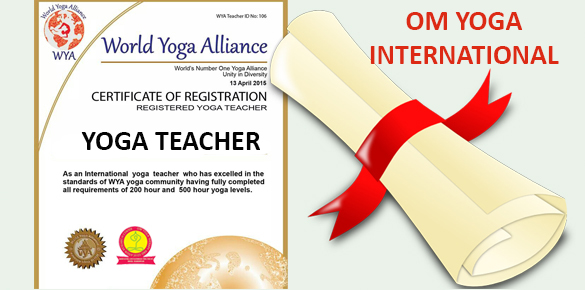 World Yoga Alliance
WYA
WYA Teacher ID No: 106
World Yoga Alliance
World's Number One Yoga Alliance
Unity in Diversity
13 April 2015
CERTIFICATE OF REGISTRATION
REGISTERED YOGA TEACHER
YOGA TEACHER
As an International yoga teacher who has excelled in the
standards of WYA yoga community having fully completed
all requirements of 200 hour and 500 hour yoga levels.
OM YOGA
INTERNATIONAL